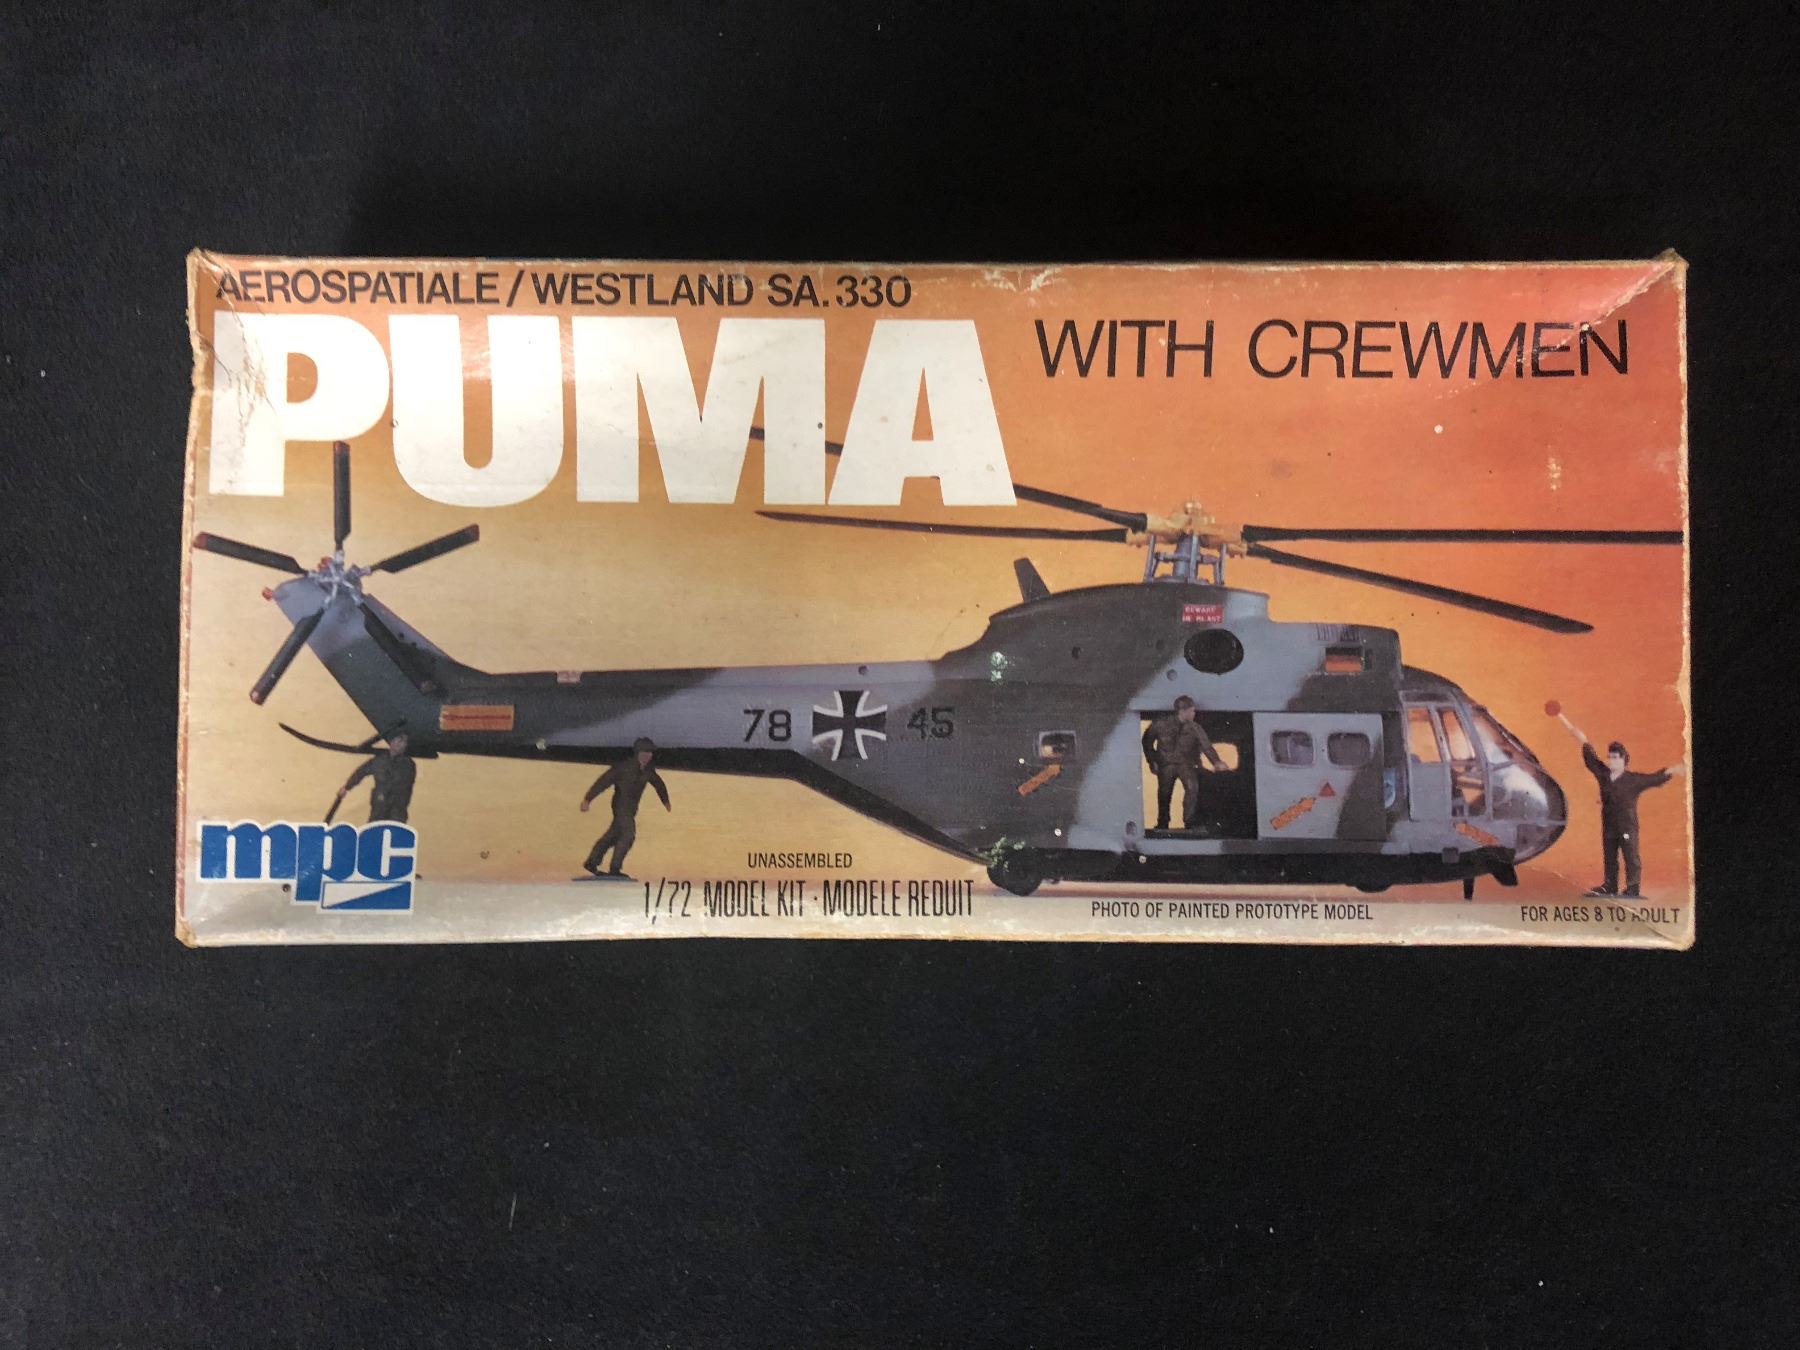 AEROSPATIALE/WESTLAND SA.330
PUMA
WITH CREWMEN
BEWARE
78 45
mpc
UNASSEMBLED
1/72 MODEL KIT · MODELE REDUIT
PHOTO OF PAINTED PROTOTYPE MODEL
FOR AGES 8 TO ADULT